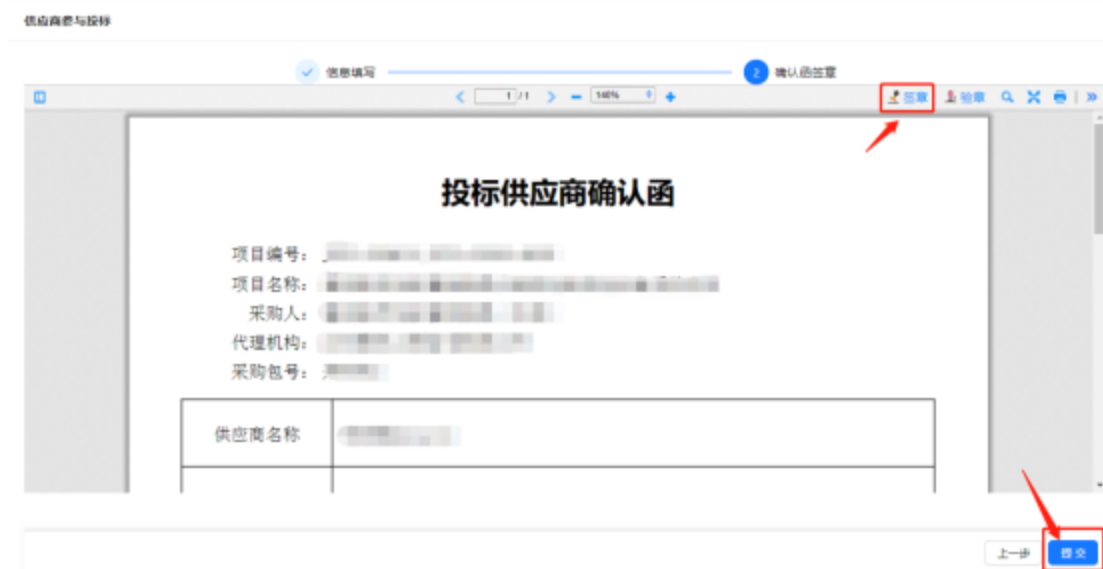 供应商参与投标
信息填写
2 确认函签章
1 / 1 140% 签章 验章
投标供应商确认函
项目编号：
项目名称：
采购人：
代理机构：
采购包号：
供应商名称
上一步 提交